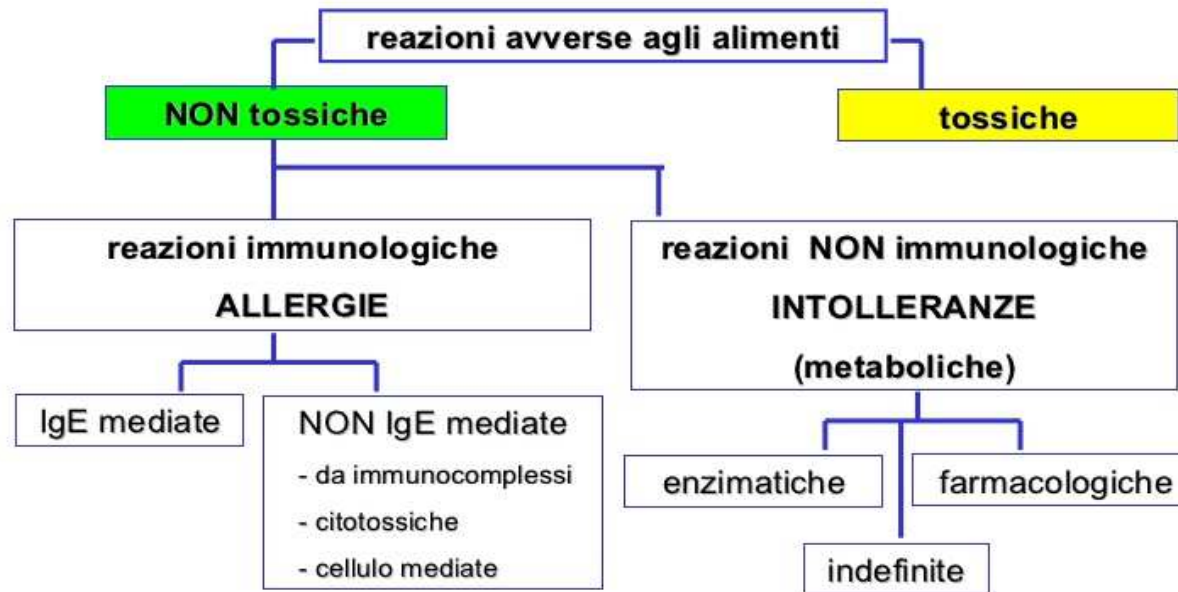 reazioni avverse agli alimenti
NON tossiche
tossiche
reazioni immunologiche
ALLERGIE
reazioni NON immunologiche
INTOLLERANZE
(metaboliche)
IgE mediate
NON IgE mediate
- da immunocomplessi
- citotossiche
- cellulo mediate
enzimatiche
farmacologiche
indefinite